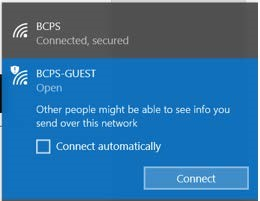 BCPS
Connected, secured
BCPS-GUEST
Open
Other people might be able to see info you
send over this network
Connect automatically
Connect